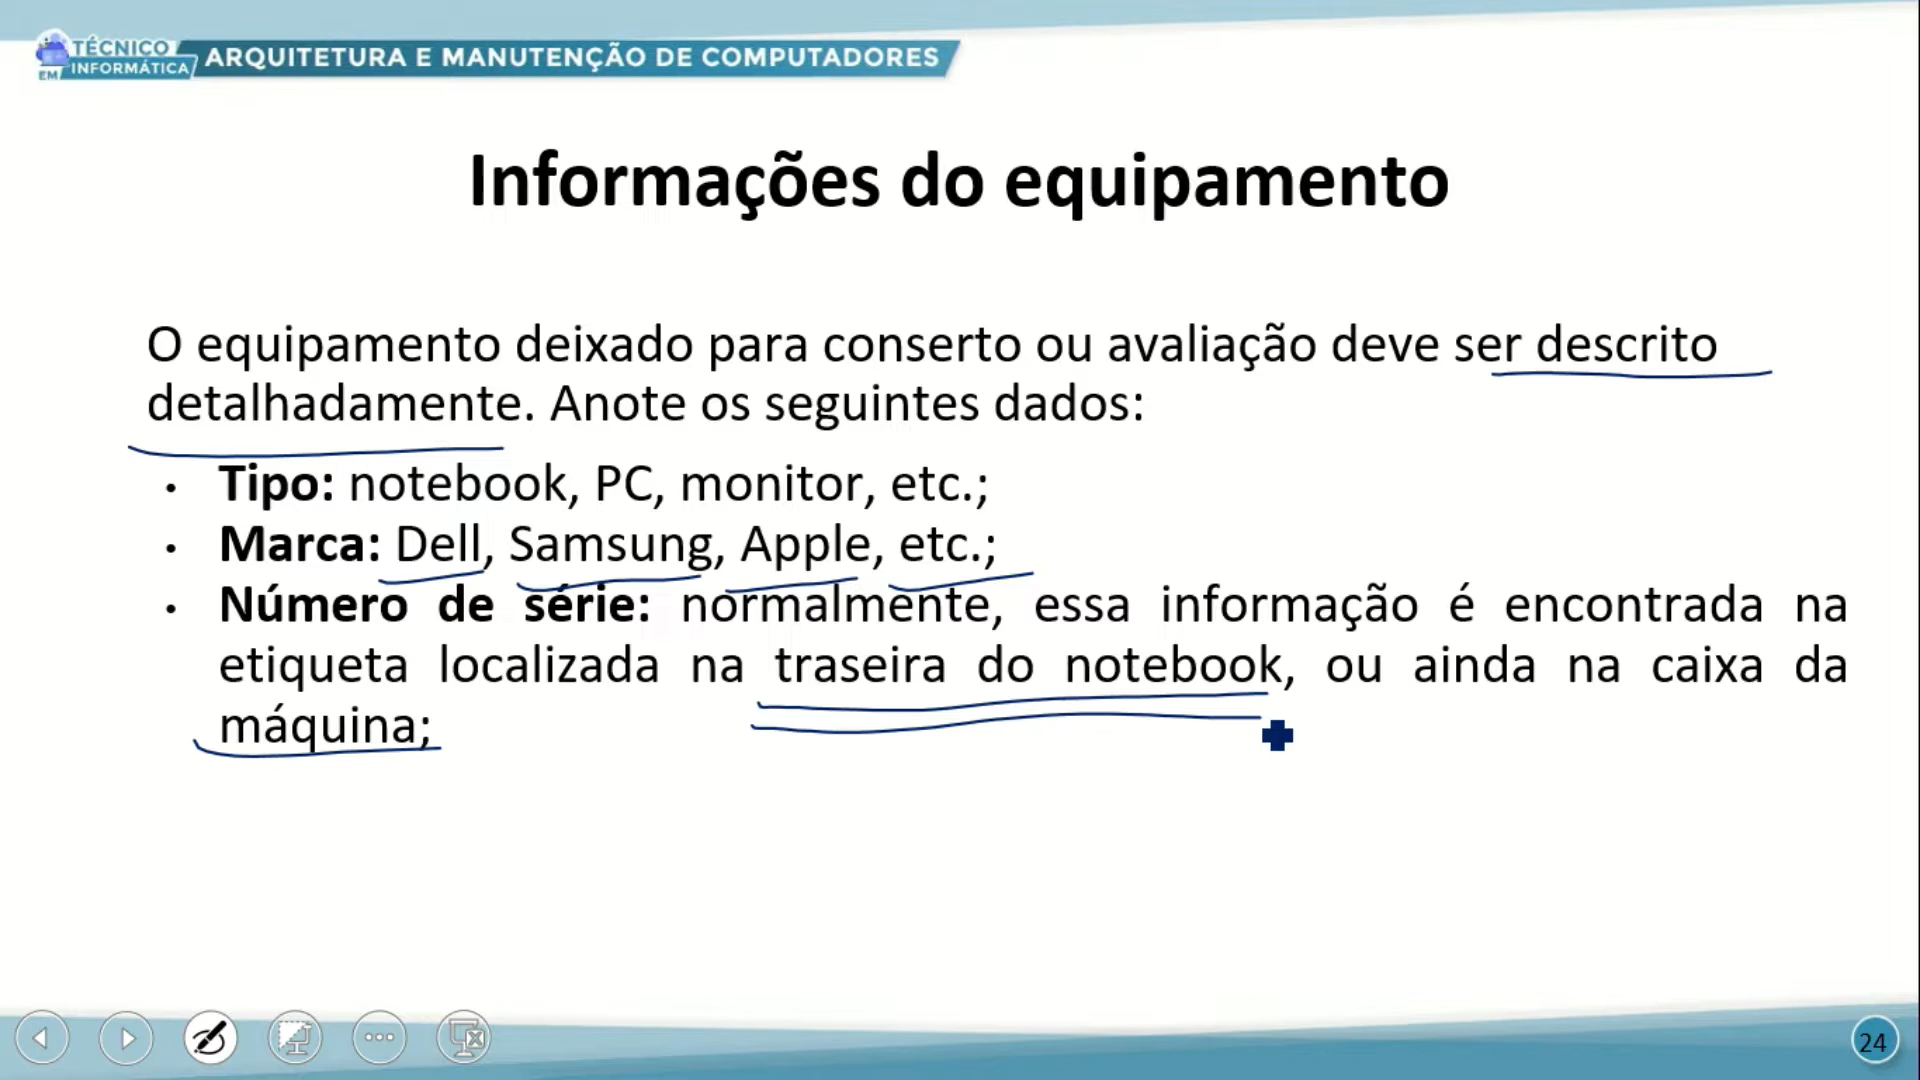 TÉCNICO
EM INFORMÁTICA
ARQUITETURA E MANUTENÇÃO DE COMPUTADORES
Informações do equipamento
O equipamento deixado para conserto ou avaliação deve ser descrito
detalhadamente. Anote os seguintes dados:
• Tipo: notebook, PC, monitor, etc.;
• Marca: Dell, Samsung, Apple, etc.;
• Número de série: normalmente, essa informação é encontrada na
etiqueta localizada na traseira do notebook, ou ainda na caixa da
máquina;
24